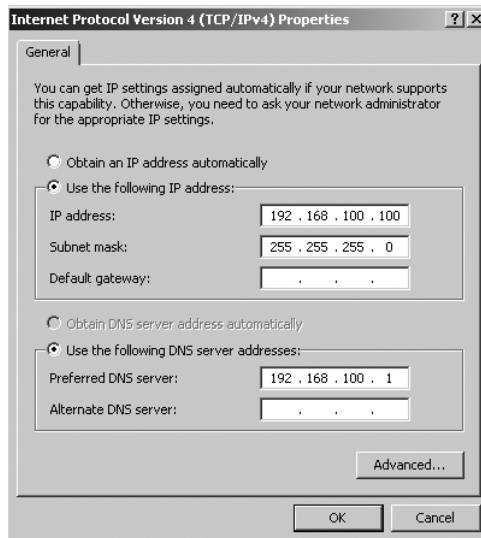 Internet Protocol Version 4 (TCP/IPv4) Properties ? X
General
You can get IP settings assigned automatically if your network supports
this capability. Otherwise, you need to ask your network administrator
for the appropriate IP settings.
Obtain an IP address automatically
Use the following IP address:
IP address: 192 . 168 . 100 . 100
Subnet mask: 255 . 255 . 255 . 0
Default gateway: . . .
Obtain DNS server address automatically
Use the following DNS server addresses:
Preferred DNS server: 192 . 168 . 100 . 1
Alternate DNS server: . . .
Advanced...
OK Cancel